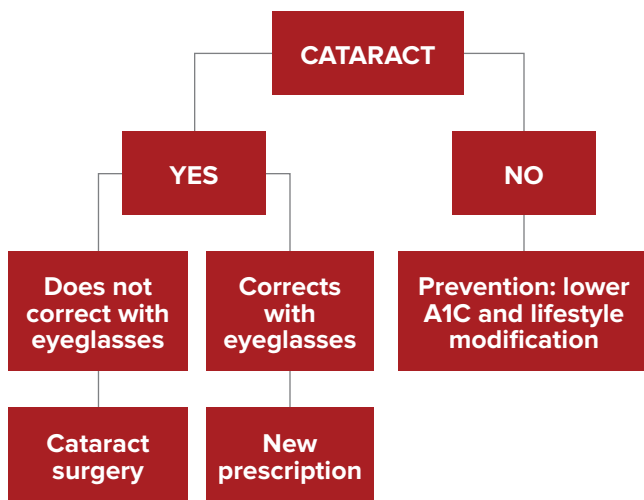 CATARACT
YES
NO
Does not
correct with
eyeglasses
Corrects
with
eyeglasses
Prevention: lower
A1C and lifestyle
modification
Cataract
surgery
New
prescription